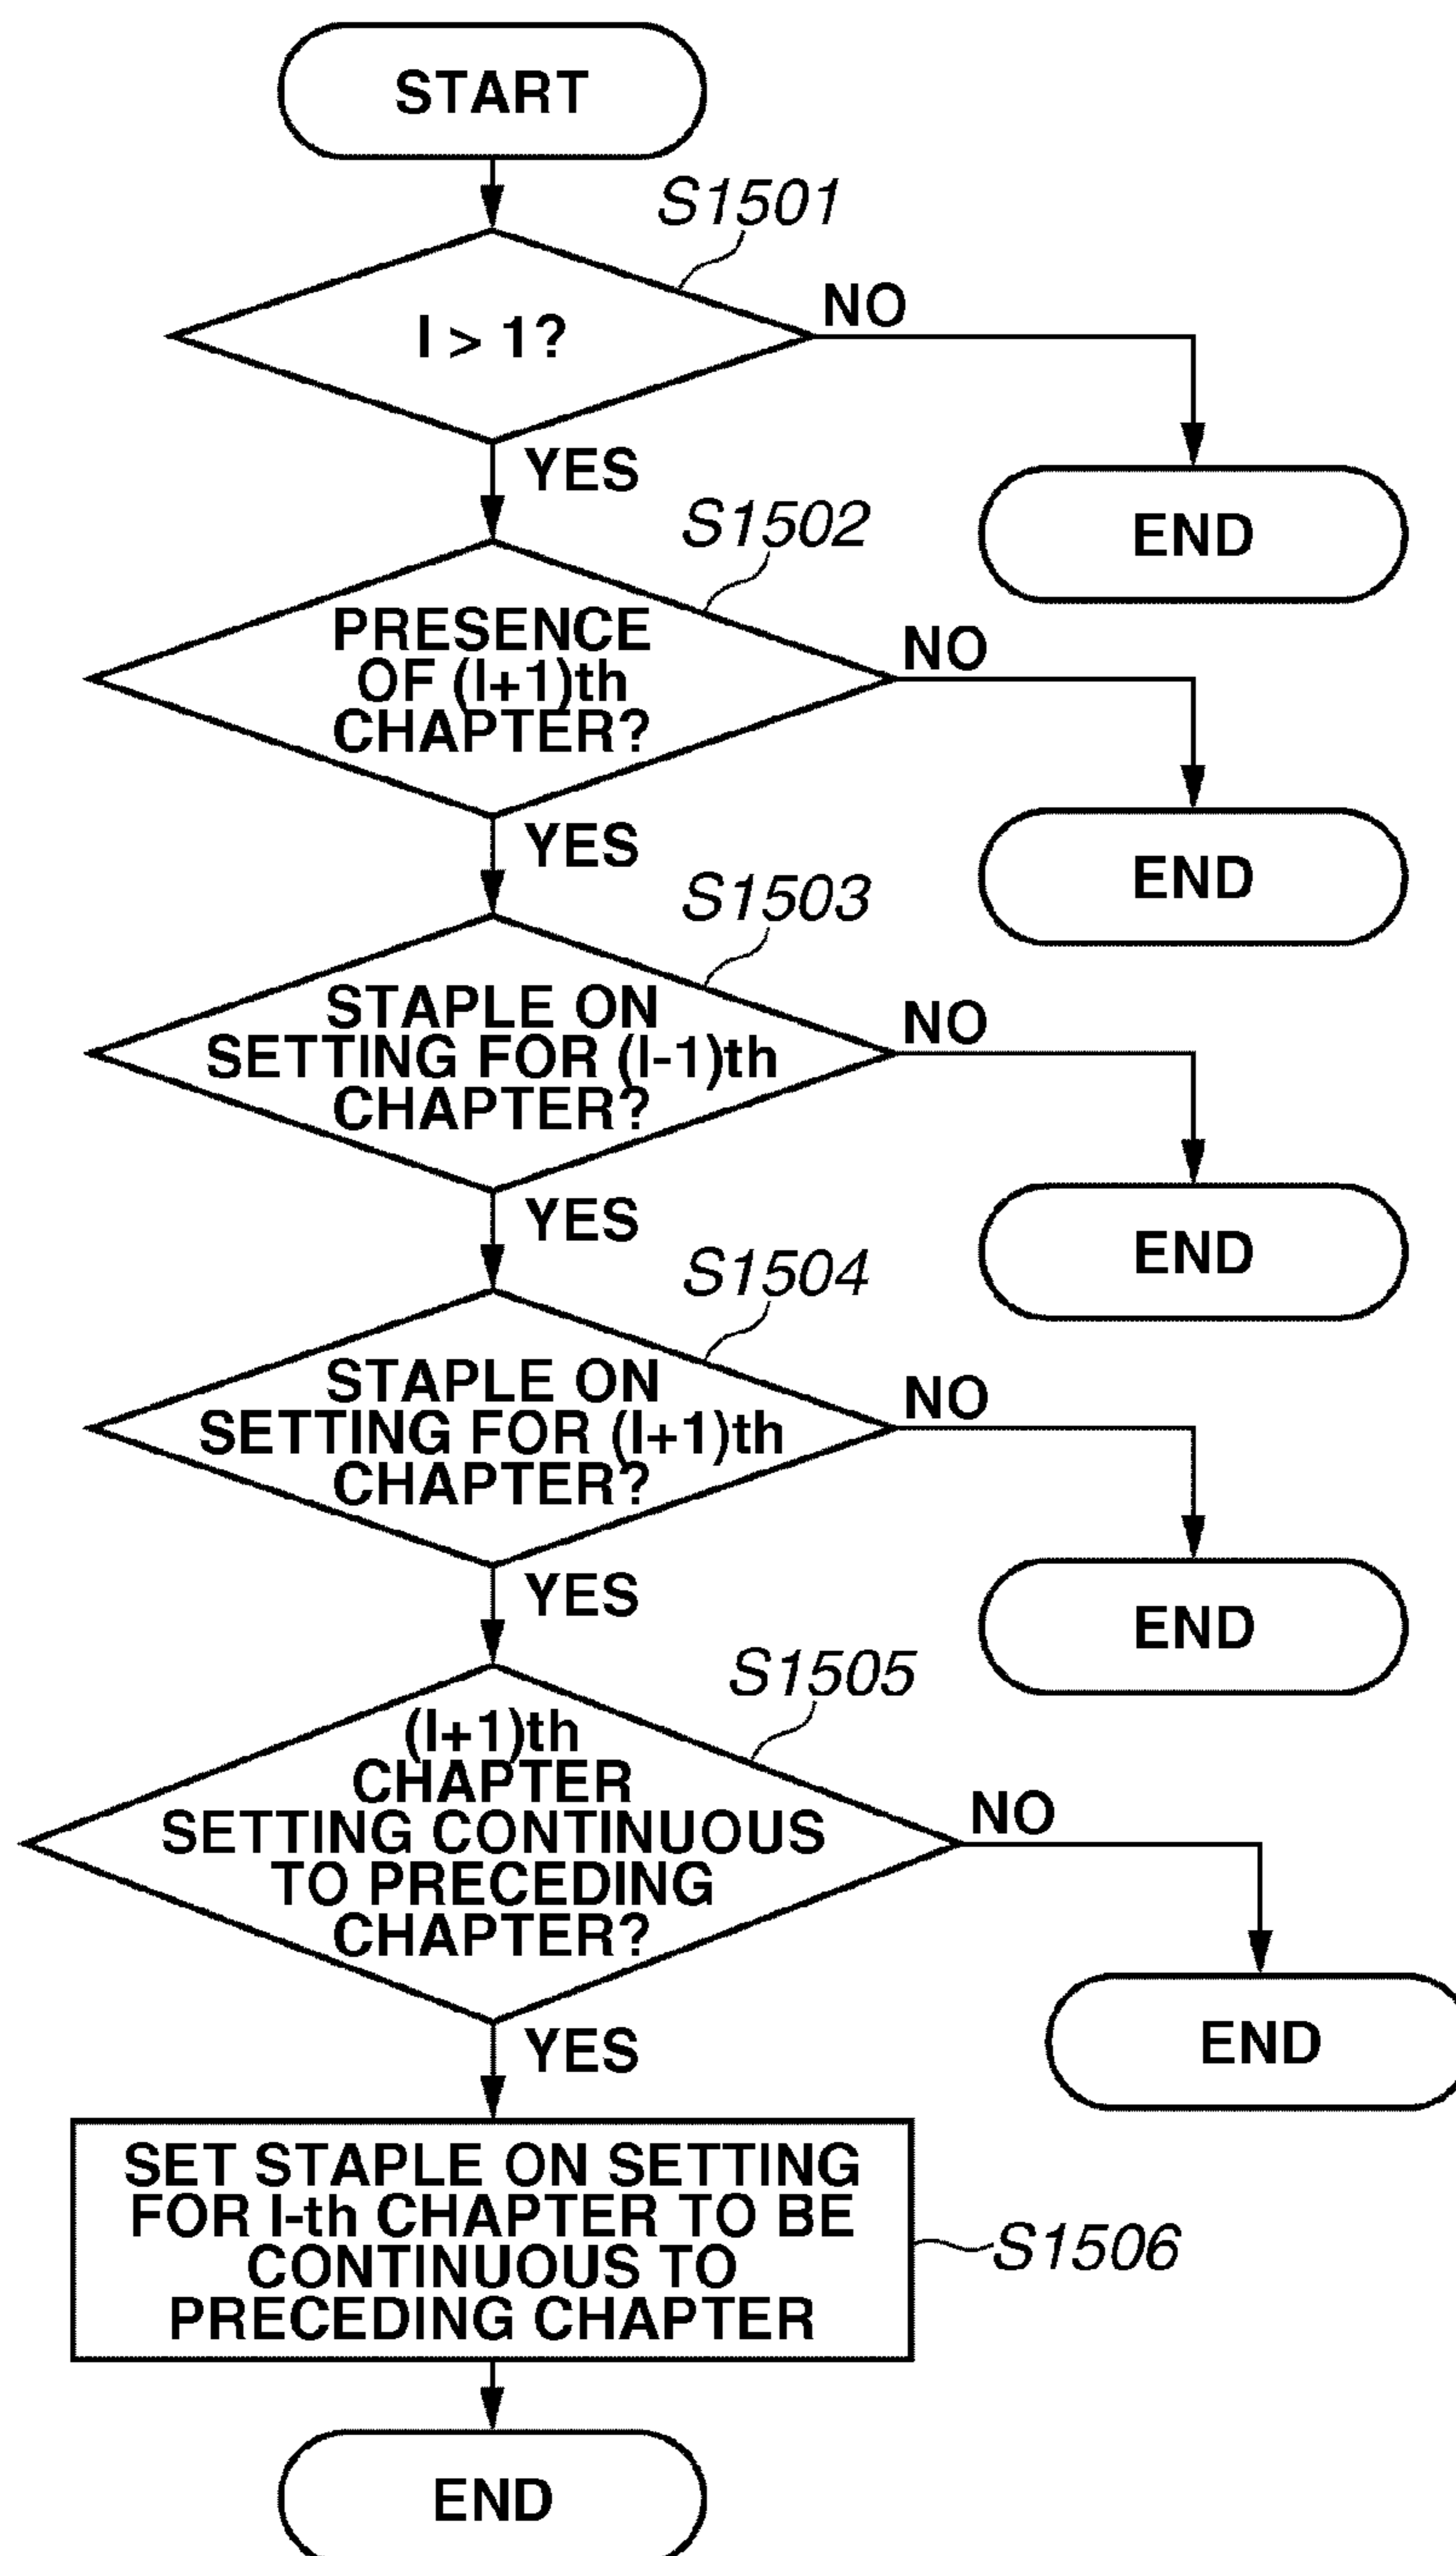 START
S1501
I > 1?
NO
YES
END
S1502
PRESENCE
OF (I+1)th
CHAPTER?
NO
YES
END
S1503
STAPLE ON
SETTING FOR (I-1)th
CHAPTER?
NO
YES
END
S1504
STAPLE ON
SETTING FOR (I+1)th
CHAPTER?
NO
YES
END
S1505
(I+1)th
CHAPTER
SETTING CONTINUOUS
TO PRECEDING
CHAPTER?
NO
YES
END
SET STAPLE ON SETTING
FOR I-th CHAPTER TO BE
CONTINUOUS TO
PRECEDING CHAPTER
S1506
END